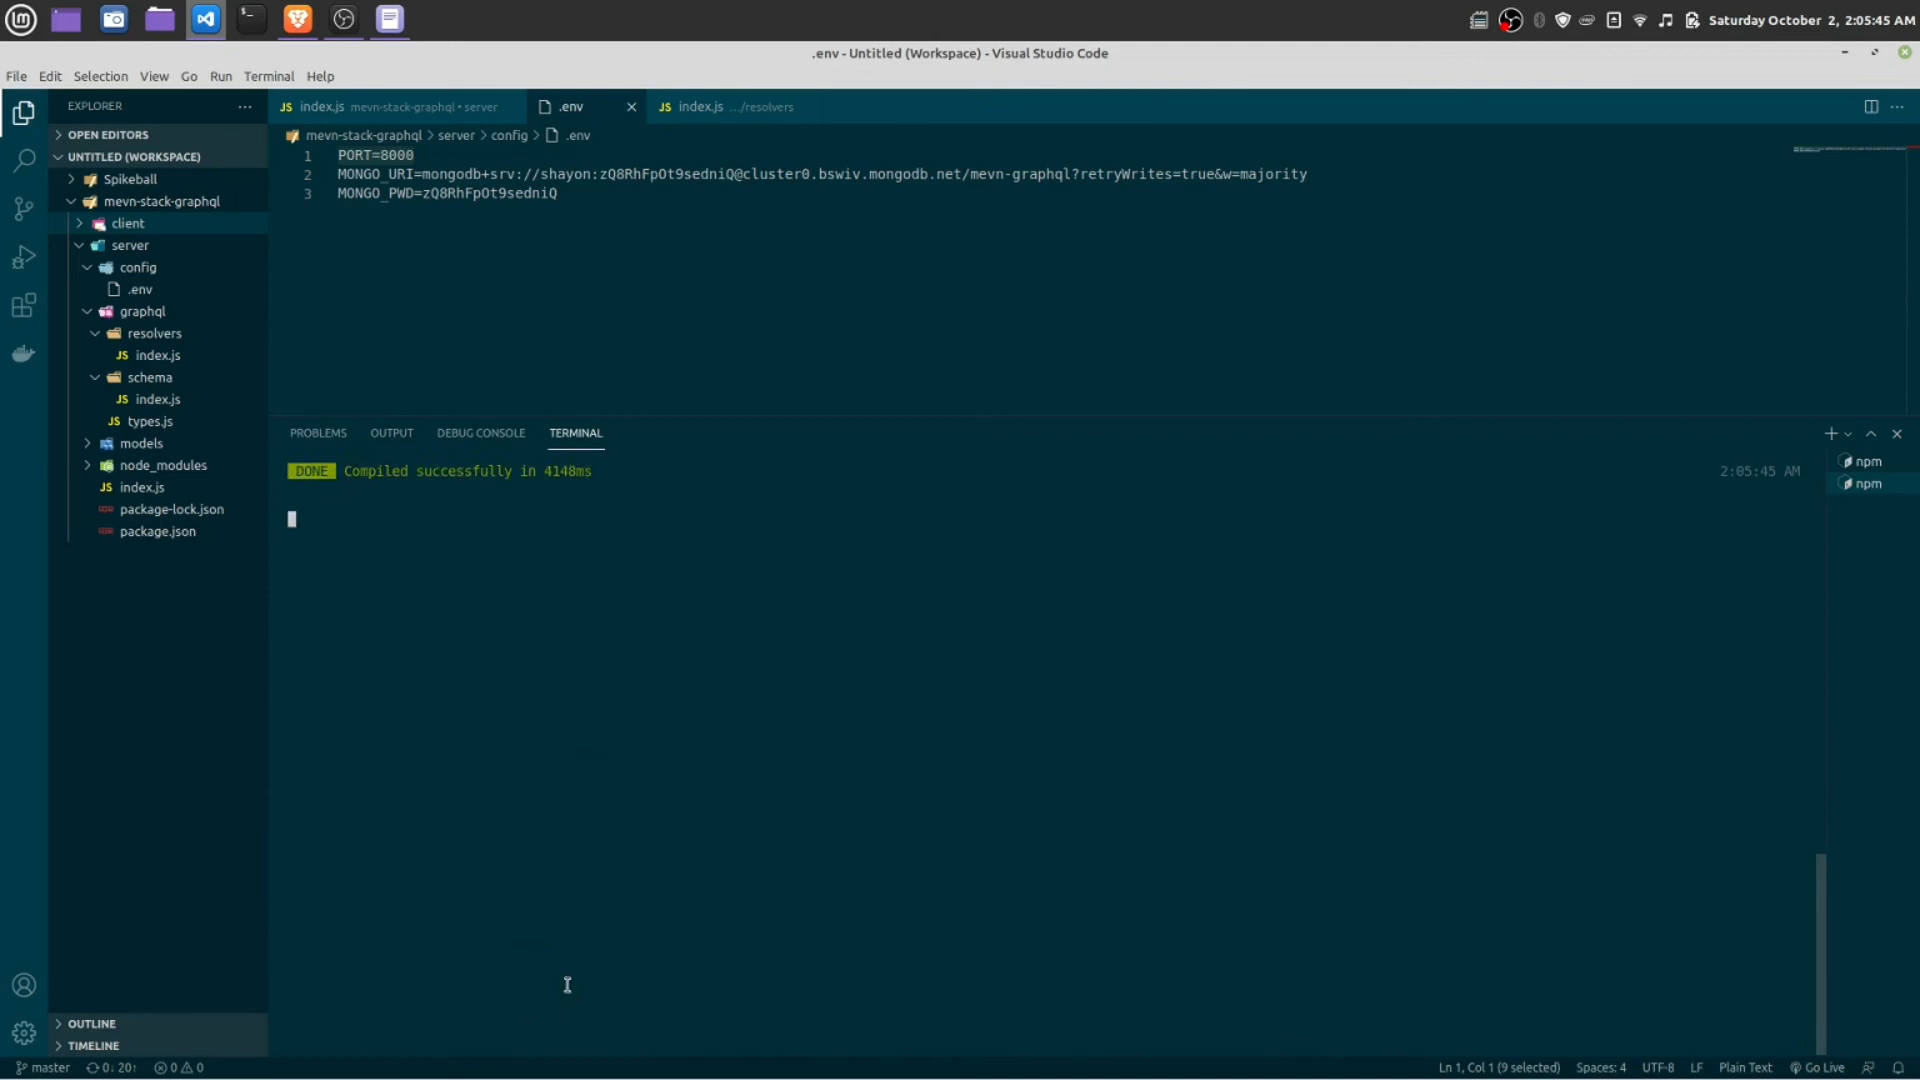 Saturday October 2, 2:05:45 AM
.env - Untitled (Workspace) - Visual Studio Code
File Edit Selection View Go Run Terminal Help
EXPLORER
OPEN EDITORS
UNTITLED (WORKSPACE)
Spikeball
mevn-stack-graphql
client
server
config
.env
graphql
resolvers
JS index.js
schema
JS index.js
JS types.js
models
node_modules
JS index.js
package-lock.json
package.json
OUTLINE
TIMELINE
JS index.js mevn-stack-graphql • server
.env
JS index.js .../resolvers
mevn-stack-graphql > server > config > .env
1 PORT=8000
2 MONGO_URI=mongodb+srv://shayon:zQ8RhFpOt9sedniQ@cluster0.bswiv.mongodb.net/mevn-graphql?retryWrites=true&w=majority
3 MONGO_PWD=zQ8RhFpOt9sedniQ
PROBLEMS OUTPUT DEBUG CONSOLE TERMINAL
DONE Compiled successfully in 4148ms 2:05:45 AM
npm
npm
master 0↓ 20↑ 0 0 Ln 1, Col 1 (9 selected) Spaces: 4 UTF-8 LF Plain Text Go Live